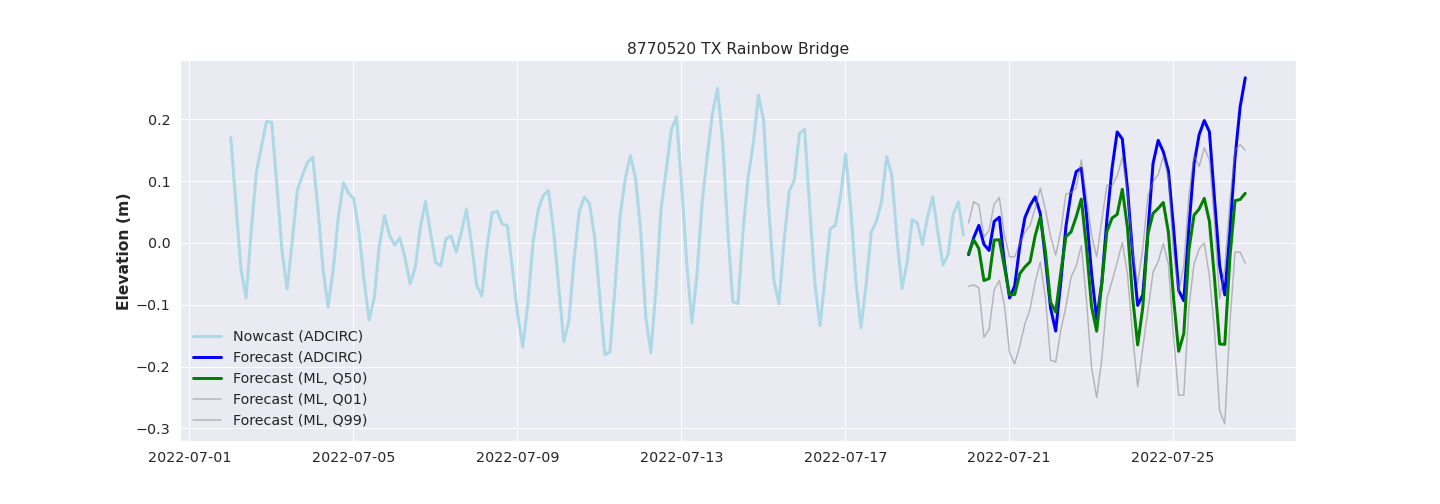 8770520 TX Rainbow Bridge
Elevation (m)
0.2
0.1
0.0
−0.1
−0.2
−0.3
Nowcast (ADCIRC)
Forecast (ADCIRC)
Forecast (ML, Q50)
Forecast (ML, Q01)
Forecast (ML, Q99)
2022-07-01 2022-07-05 2022-07-09 2022-07-13 2022-07-17 2022-07-21 2022-07-25